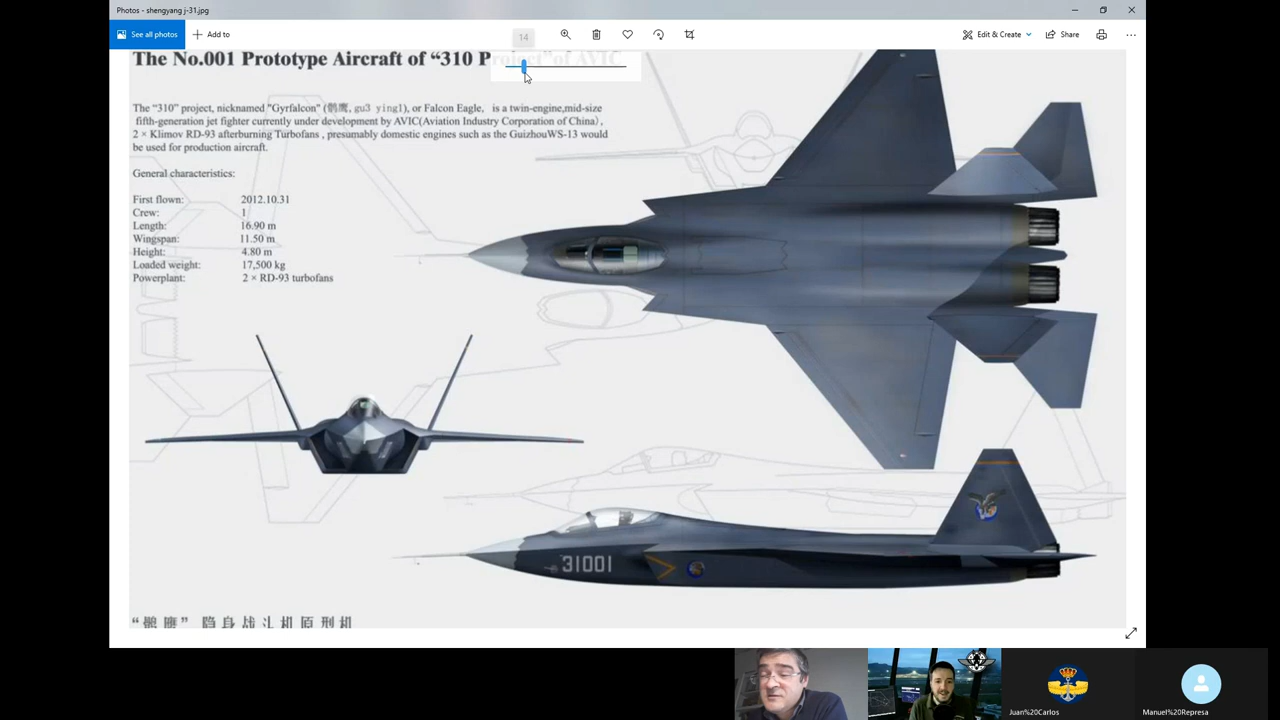 Photos - shengyang j-31.jpg
See all photos
Add to
14
Edit & Create
Share
The No.001 Prototype Aircraft of “310 Project”of AVIC
The “310” project, nicknamed "Gyrfalcon" (鹘鹰, gu3 ying1), or Falcon Eagle, is a twin-engine,mid-size
fifth-generation jet fighter currently under development by AVIC(Aviation Industry Corporation of China),
2 × Klimov RD-93 afterburning Turbofans , presumably domestic engines such as the GuizhouWS-13 would
be used for production aircraft.
General characteristics:
First flown: 2012.10.31
Crew: 1
Length: 16.90 m
Wingspan: 11.50 m
Height: 4.80 m
Loaded weight: 17,500 kg
Powerplant: 2 × RD-93 turbofans
31001
“鹘鹰” 隐身战斗机原型机
Juan%20Carlos
Manuel%20Represa